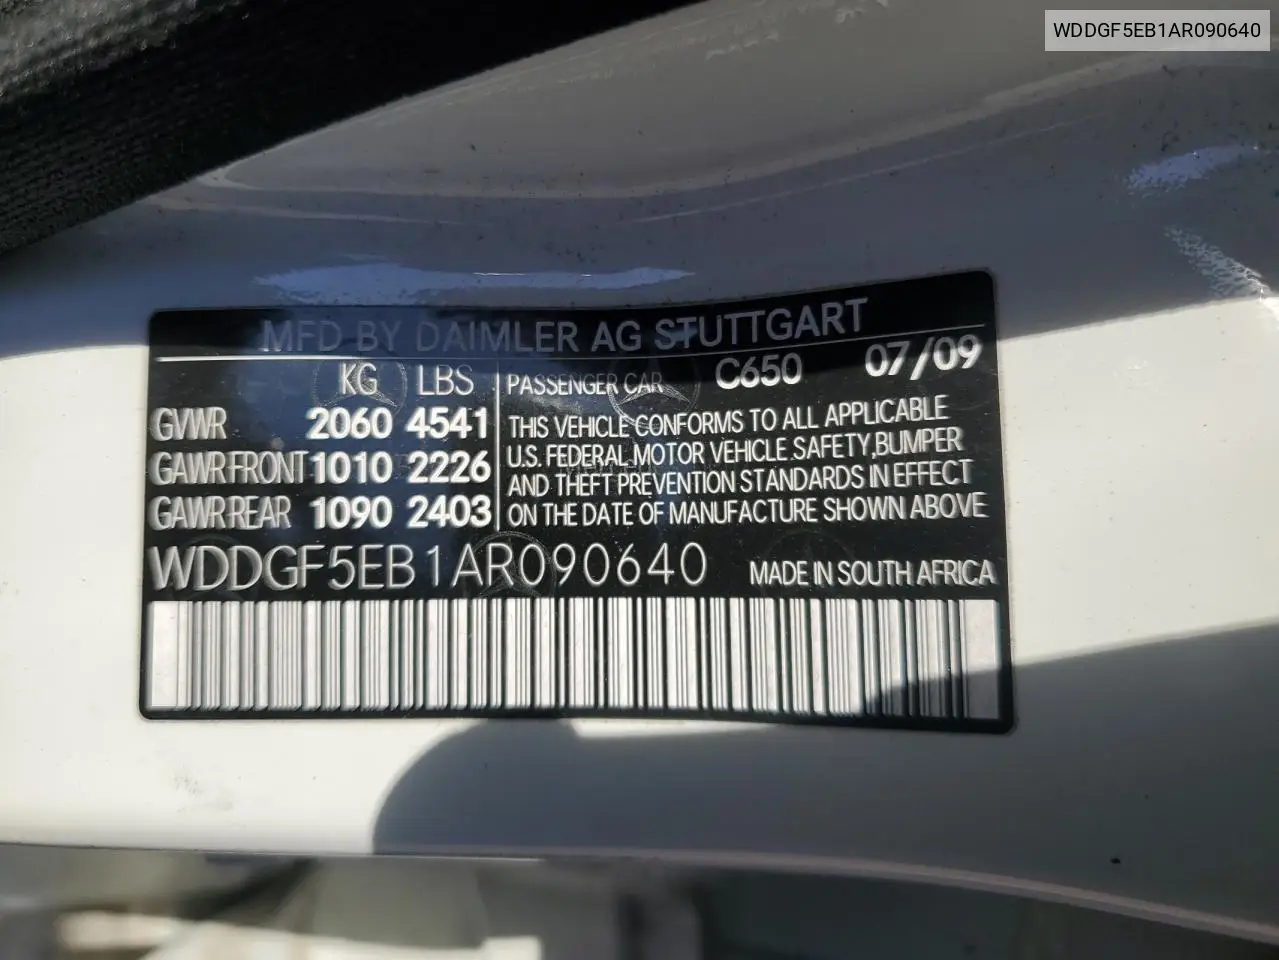 WDDGF5EB1AR090640
MFD BY DAIMLER AG STUTTGART
KG LBS PASSENGER CAR C650 07/09
GVWR 2060 4541
GAWR FRONT 1010 2226
GAWR REAR 1090 2403
THIS VEHICLE CONFORMS TO ALL APPLICABLE
U.S. FEDERAL MOTOR VEHICLE SAFETY, BUMPER
AND THEFT PREVENTION STANDARDS IN EFFECT
ON THE DATE OF MANUFACTURE SHOWN ABOVE
WDDGF5EB1AR090640 MADE IN SOUTH AFRICA